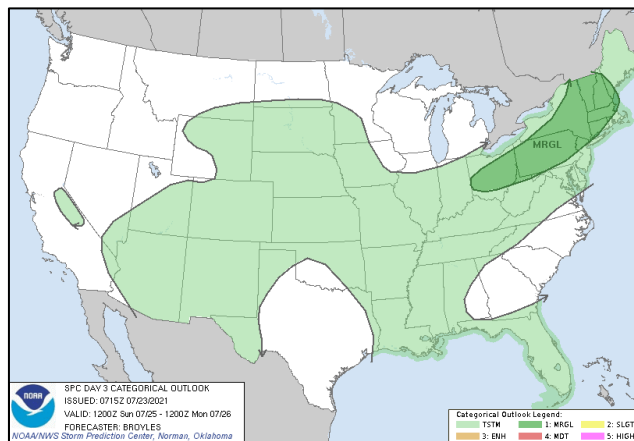 MRGL
NOAA
SPC DAY 3 CATEGORICAL OUTLOOK
ISSUED: 0715Z 07/23/2021
VALID: 1200Z Sun 07/25 - 1200Z Mon 07/26
FORECASTER: BROYLES
NOAA/NWS Storm Prediction Center, Norman, Oklahoma
Categorical Outlook Legend:
TSTM 1: MRGL 2: SLGT
3: ENH 4: MDT 5: HIGH